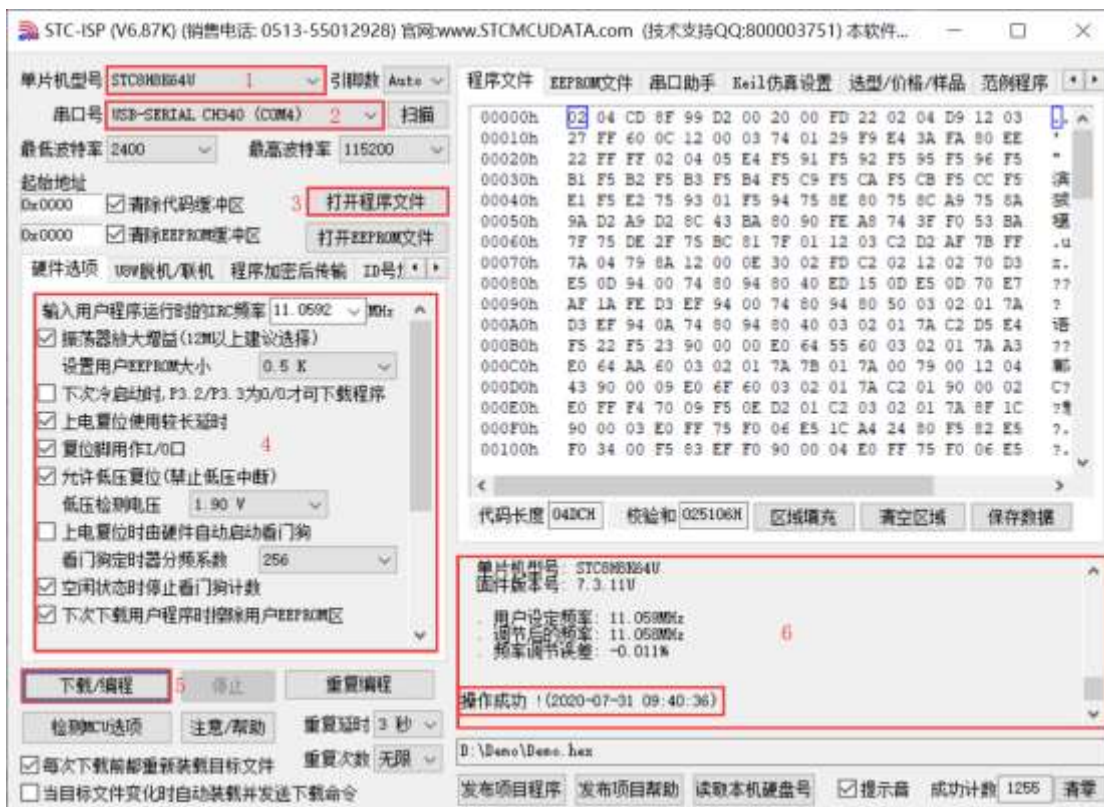 STC-ISP (V6.87K) (销售电话: 0513-55012928) 官网:www.STCMCUDATA.com (技术支持QQ:800003751) 本软件...
单片机型号 STC8H8K64U 1 引脚数 Auto
串口号 USB-SERIAL CH340 (COM4) 2 扫描
最低波特率 2400 最高波特率 115200
起始地址
0x0000 清除代码缓冲区 3 打开程序文件
0x0000 清除EEPROM缓冲区 打开EEPROM文件
硬件选项 U8W脱机/联机 程序加密后传输 ID号
输入用户程序运行时的IRC频率 11.0592 MHz
振荡器放大增益(12M以上建议选择)
设置用户EEPROM大小 0.5 K
下次冷启动时,P3.2/P3.3为0/0才可下载程序
上电复位使用较长延时
复位脚用作I/O口
4
允许低压复位(禁止低压中断)
低压检测电压 1.90 V
上电复位时由硬件自动启动看门狗
看门狗定时器分频系数 256
空闲状态时停止看门狗计数
下次下载用户程序时擦除用户EEPROM区
下载/编程 5 停止 重复编程
检测MCU选项 注意/帮助 重复延时 3 秒
重复次数 无限
每次下载前都重新装载目标文件
当目标文件变化时自动装载并发送下载命令
程序文件 EEPROM文件 串口助手 Keil仿真设置 选型/价格/样品 范例程序
00000h 02 04 CD 8F 99 D2 00 20 00 FD 22 02 04 D9 12 03
00010h 27 FF 60 0C 12 00 03 74 01 29 F9 E4 3A FA 80 EE
00020h 22 FF FF 02 04 05 E4 F5 91 F5 92 F5 95 F5 96 F5
00030h B1 F5 B2 F5 B3 F5 B4 F5 C9 F5 CA F5 CB F5 CC F5
00040h E1 F5 E2 75 93 01 F5 94 75 8E 80 75 8C A9 75 8A
00050h 9A D2 A9 D2 8C 43 BA 80 90 FE A8 74 3F F0 53 BA
00060h 7F 75 DE 2F 75 BC 81 7F 01 12 03 C2 D2 AF 7B FF .u
00070h 7A 04 79 8A 12 00 0E 30 02 FD C2 02 12 02 70 D3 z.
00080h E5 0D 94 00 74 80 94 80 40 ED 15 0D E5 0D 70 E7 ??
00090h AF 1A FE D3 EF 94 00 74 80 94 80 50 03 02 01 7A ?
000A0h D3 EF 94 0A 74 80 94 80 40 03 02 01 7A C2 D5 E4 语
000B0h F5 22 F5 23 90 00 00 E0 64 55 60 03 02 01 7A A3 ??
000C0h E0 64 AA 60 03 02 01 7A 7B 01 7A 00 79 00 12 04
000D0h 43 90 00 09 E0 6F 60 03 02 01 7A C2 01 90 00 02 C?
000E0h E0 FF F4 70 09 F5 0E D2 01 C2 03 02 01 7A 8F 1C
000F0h 90 00 03 E0 FF 75 F0 06 E5 1C A4 24 80 F5 82 E5 ?.
00100h F0 34 00 F5 83 EF F0 90 00 04 E0 FF 75 F0 06 E5 ?.
代码长度 04DCH 校验和 025106H 区域填充 清空区域 保存数据
单片机型号: STC8H8K64U
固件版本号: 7.3.11U
. 用户设定频率: 11.059MHz
. 调节后的频率: 11.058MHz
. 频率调节误差: -0.011%
6
操作成功 !(2020-07-31 09:40:36)
D:\Demo\Demo.hex
发布项目程序 发布项目帮助 读取本机硬盘号 提示音 成功计数 1256 清零